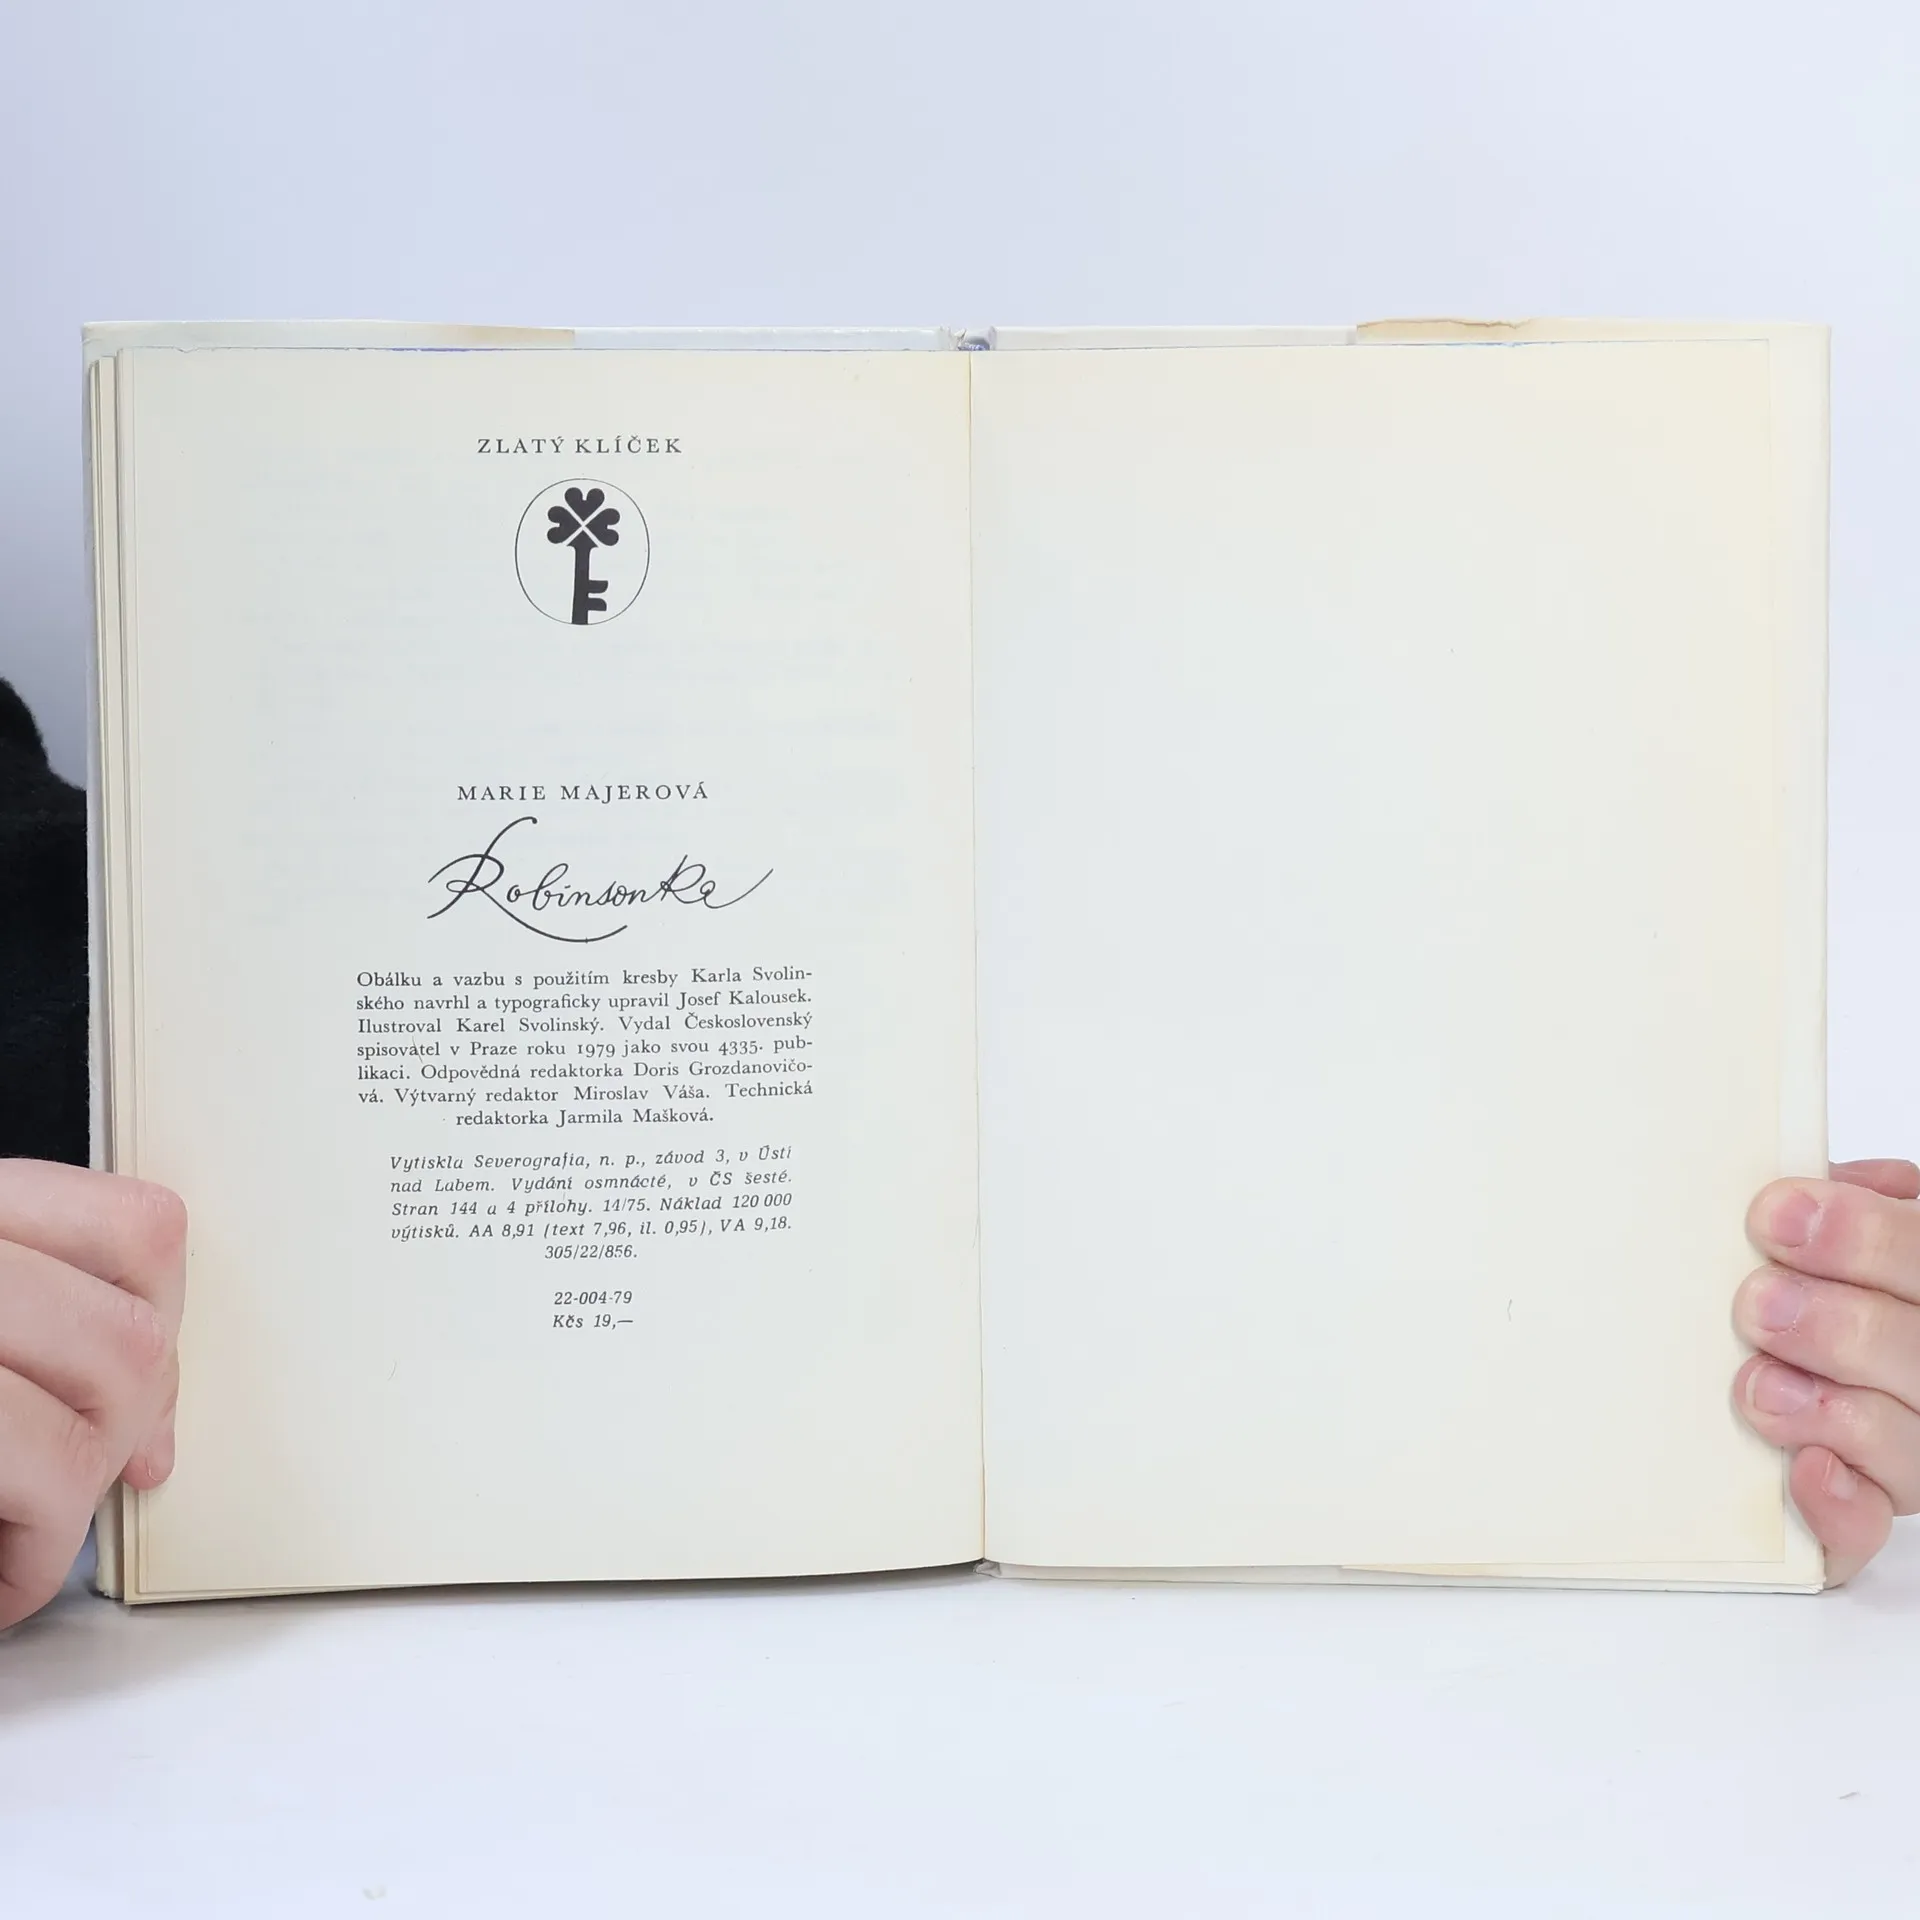 ZLATÝ KLÍČEK
MARIE MAJEROVÁ
Robinsonka
Obálku a vazbu s použitím kresby Karla Svolin-
ského navrhl a typograficky upravil Josef Kalousek.
Ilustroval Karel Svolinský. Vydal Československý
spisovatel v Praze roku 1979 jako svou 4335. pub-
likaci. Odpovědná redaktorka Doris Grozdanovičo-
vá. Výtvarný redaktor Miroslav Váša. Technická
redaktorka Jarmila Mašková.
Vytiskla Severografia, n. p., závod 3, v Ústí
nad Labem. Vydání osmnácté, v ČS šesté.
Stran 144 a 4 přílohy. 14/75. Náklad 120 000
výtisků. AA 8,91 (text 7,96, il. 0,95), VA 9,18.
305/22/856.
22-004-79
Kčs 19,—